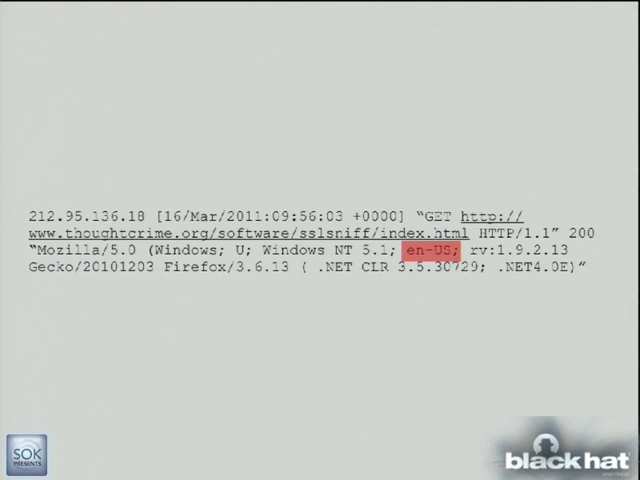 212.95.136.18 [16/Mar/2011:09:56:03 +0000] “GET http://
www.thoughtcrime.org/software/sslsniff/index.html HTTP/1.1” 200
“Mozilla/5.0 (Windows; U; Windows NT 5.1; en-US; rv:1.9.2.13
Gecko/20101203 Firefox/3.6.13 ( .NET CLR 3.5.30729; .NET4.0E)“
SOK
PRESENTS
black hat